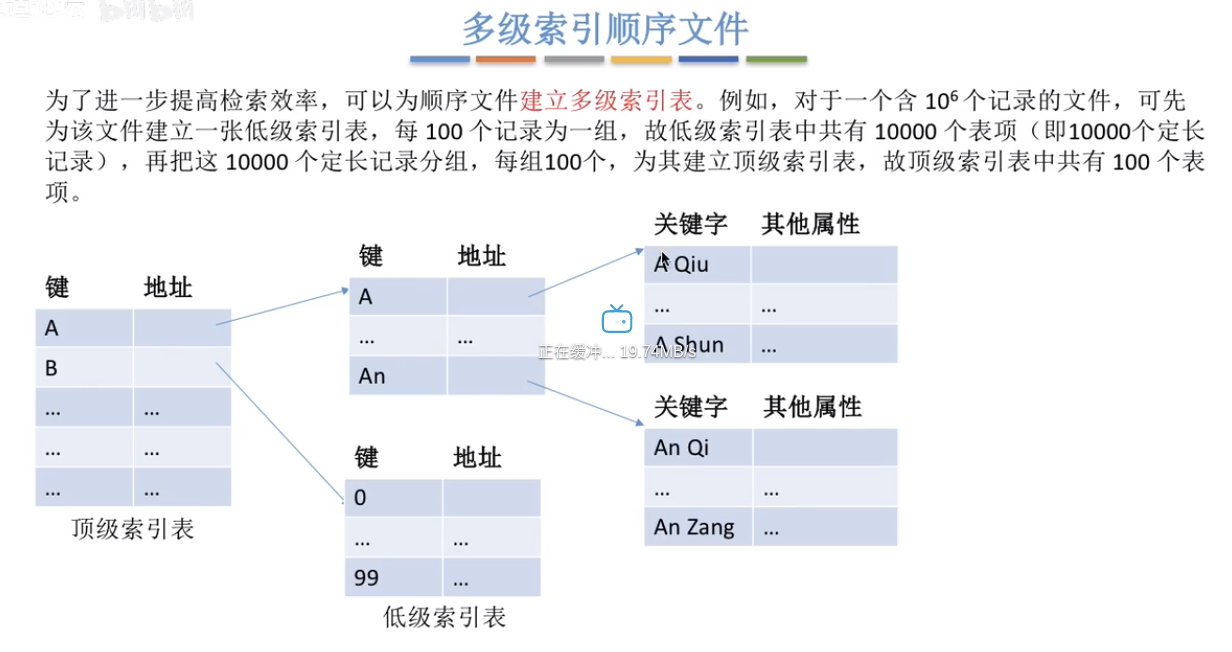 多级索引顺序文件
为了进一步提高检索效率，可以为顺序文件建立多级索引表。例如，对于一个含 10⁶ 个记录的文件，可先
为该文件建立一张低级索引表，每 100 个记录为一组，故低级索引表中共有 10000 个表项（即10000个定长
记录），再把这 10000 个定长记录分组，每组100个，为其建立顶级索引表，故顶级索引表中共有 100 个表
项。
键 地址
A
B
... ...
... ...
... ...
顶级索引表
键 地址
A
... ...
An
键 地址
0
... ...
99 ...
低级索引表
关键字 其他属性
A Qiu
... ...
A Shun ...
正在缓冲... 19.74MB/s
关键字 其他属性
An Qi
... ...
An Zang ...